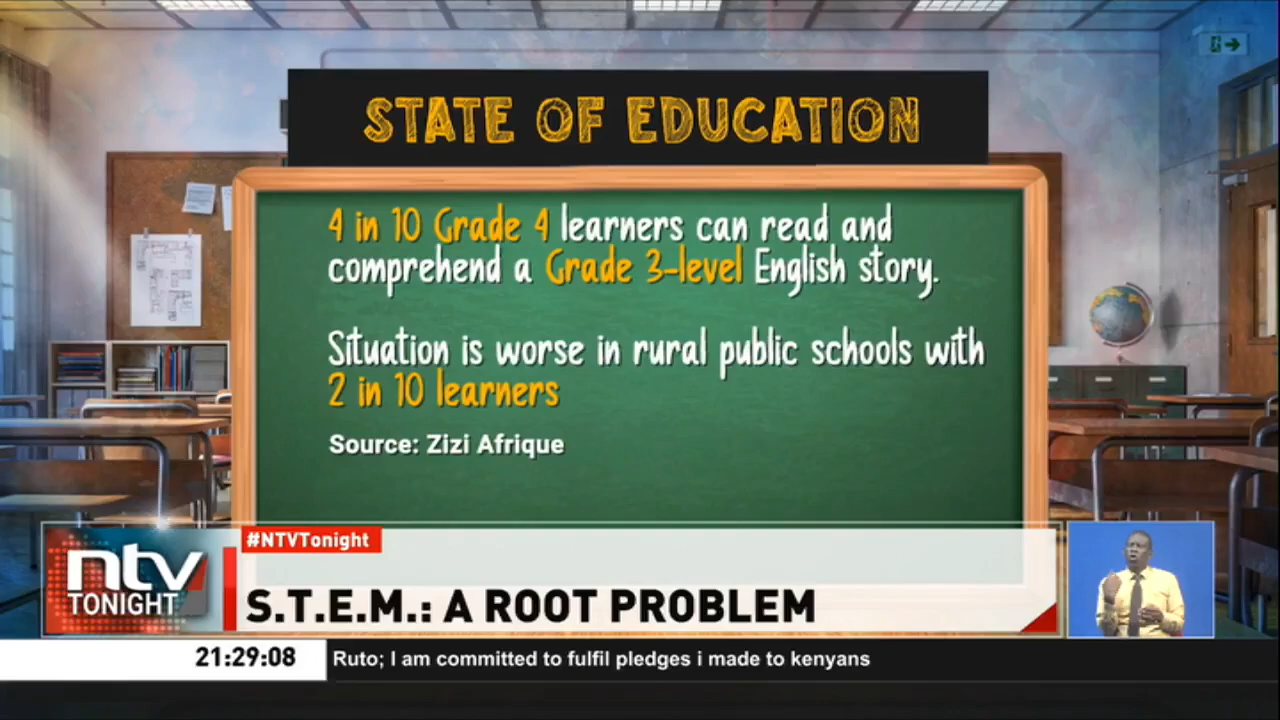 STATE OF EDUCATION
4 in 10 Grade 4 learners can read and
comprehend a Grade 3-level English story.
Situation is worse in rural public schools with
2 in 10 learners
Source: Zizi Afrique
#NTVTonight
ntv
TONIGHT
S.T.E.M.: A ROOT PROBLEM
21:29:08
Ruto; I am committed to fulfil pledges i made to kenyans